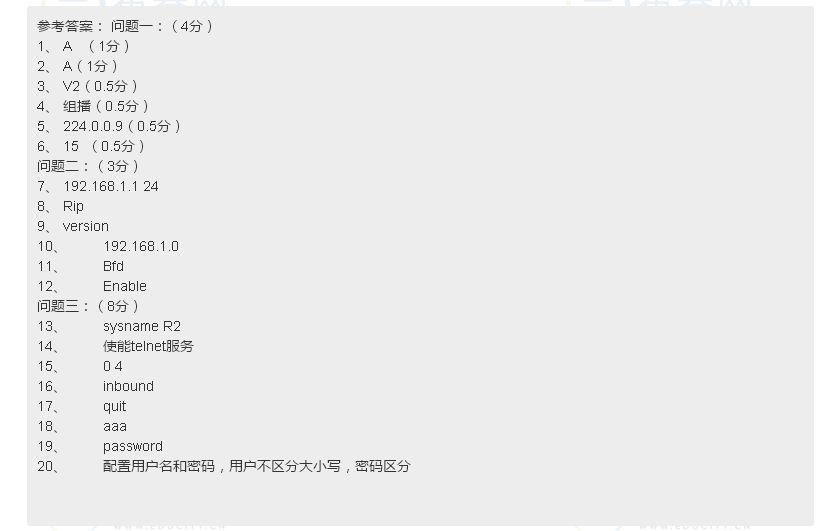 参考答案： 问题一：（4分）
1、 A （1分）
2、 A（1分）
3、 V2（0.5分）
4、 组播（0.5分）
5、 224.0.0.9（0.5分）
6、 15 （0.5分）
问题二：（3分）
7、 192.168.1.1 24
8、 Rip
9、 version
10、 192.168.1.0
11、 Bfd
12、 Enable
问题三：（8分）
13、 sysname R2
14、 使能telnet服务
15、 0 4
16、 inbound
17、 quit
18、 aaa
19、 password
20、 配置用户名和密码，用户不区分大小写，密码区分